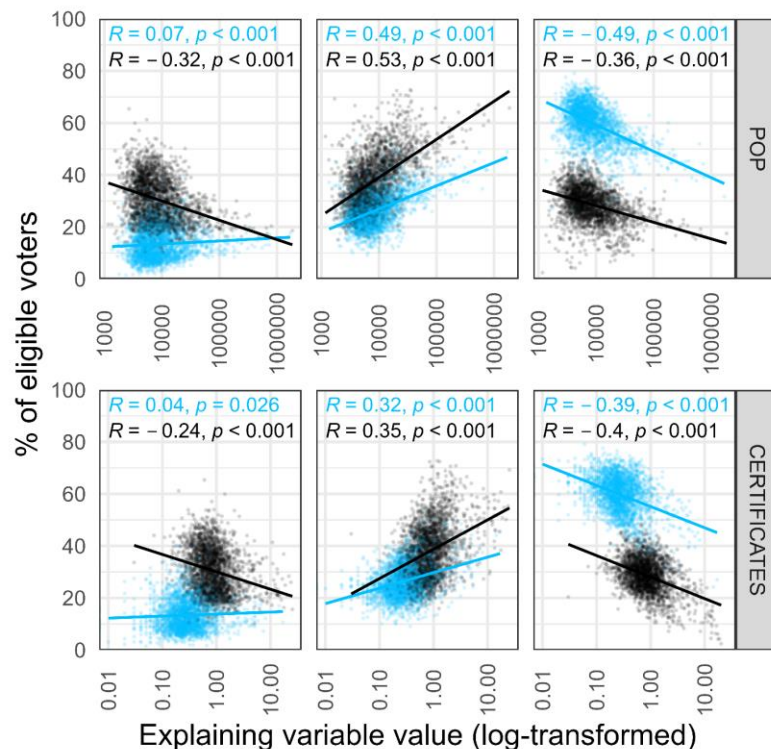 % of eligible voters
100
80
60
40
20
0
R = 0.07, p < 0.001
R = − 0.32, p < 0.001
R = 0.49, p < 0.001
R = 0.53, p < 0.001
R = − 0.49, p < 0.001
R = − 0.36, p < 0.001
POP
1000
10000
100000
1000000
1000
10000
100000
1000000
1000
10000
100000
1000000
100
80
60
40
20
0
R = 0.04, p = 0.026
R = − 0.24, p < 0.001
R = 0.32, p < 0.001
R = 0.35, p < 0.001
R = − 0.39, p < 0.001
R = − 0.4, p < 0.001
CERTIFICATES
0.01
0.10
1.00
10.00
0.01
0.10
1.00
10.00
0.01
0.10
1.00
10.00
Explaining variable value (log-transformed)